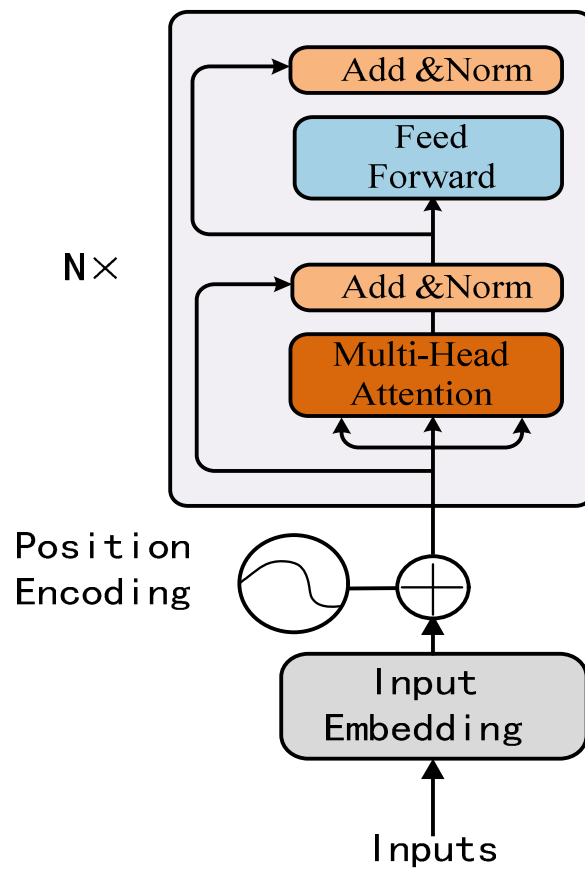 Add &Norm
Feed
Forward
N×
Add &Norm
Multi-Head
Attention
Position
Encoding
Input
Embedding
Inputs